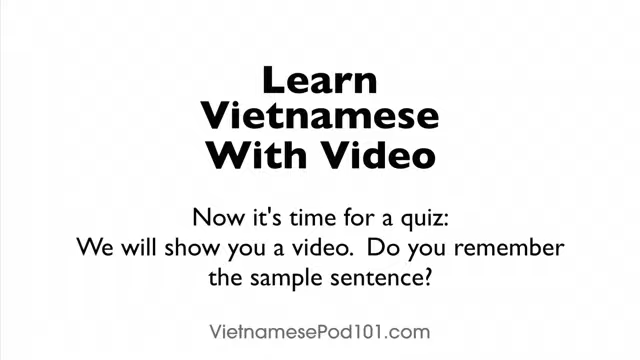 Learn
Vietnamese
With Video
Now it's time for a quiz:
We will show you a video.  Do you remember
the sample sentence?
VietnamesePod101.com